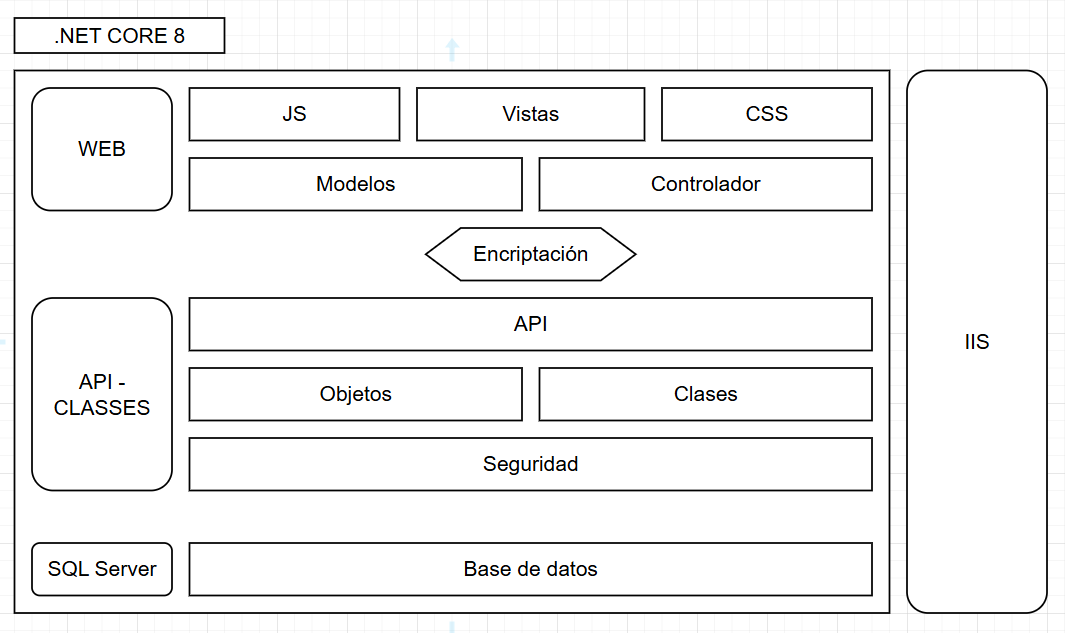 .NET CORE 8
WEB
JS
Vistas
CSS
Modelos
Controlador
Encriptación
API -
CLASSES
API
Objetos
Clases
Seguridad
SQL Server
Base de datos
IIS